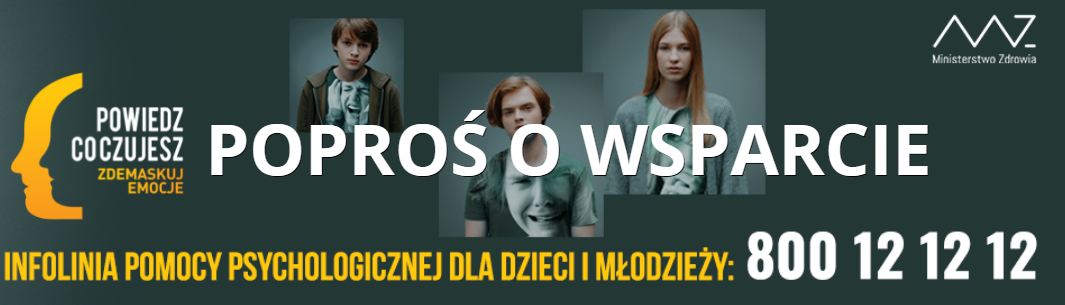 Ministerstwo Zdrowia
POWIEDZ
CO CZUJESZ
ZDEMASKUJ
EMOCJE
POPROŚ O WSPARCIE
INFOLINIA POMOCY PSYCHOLOGICZNEJ DLA DZIECI I MŁODZIEŻY: 800 12 12 12